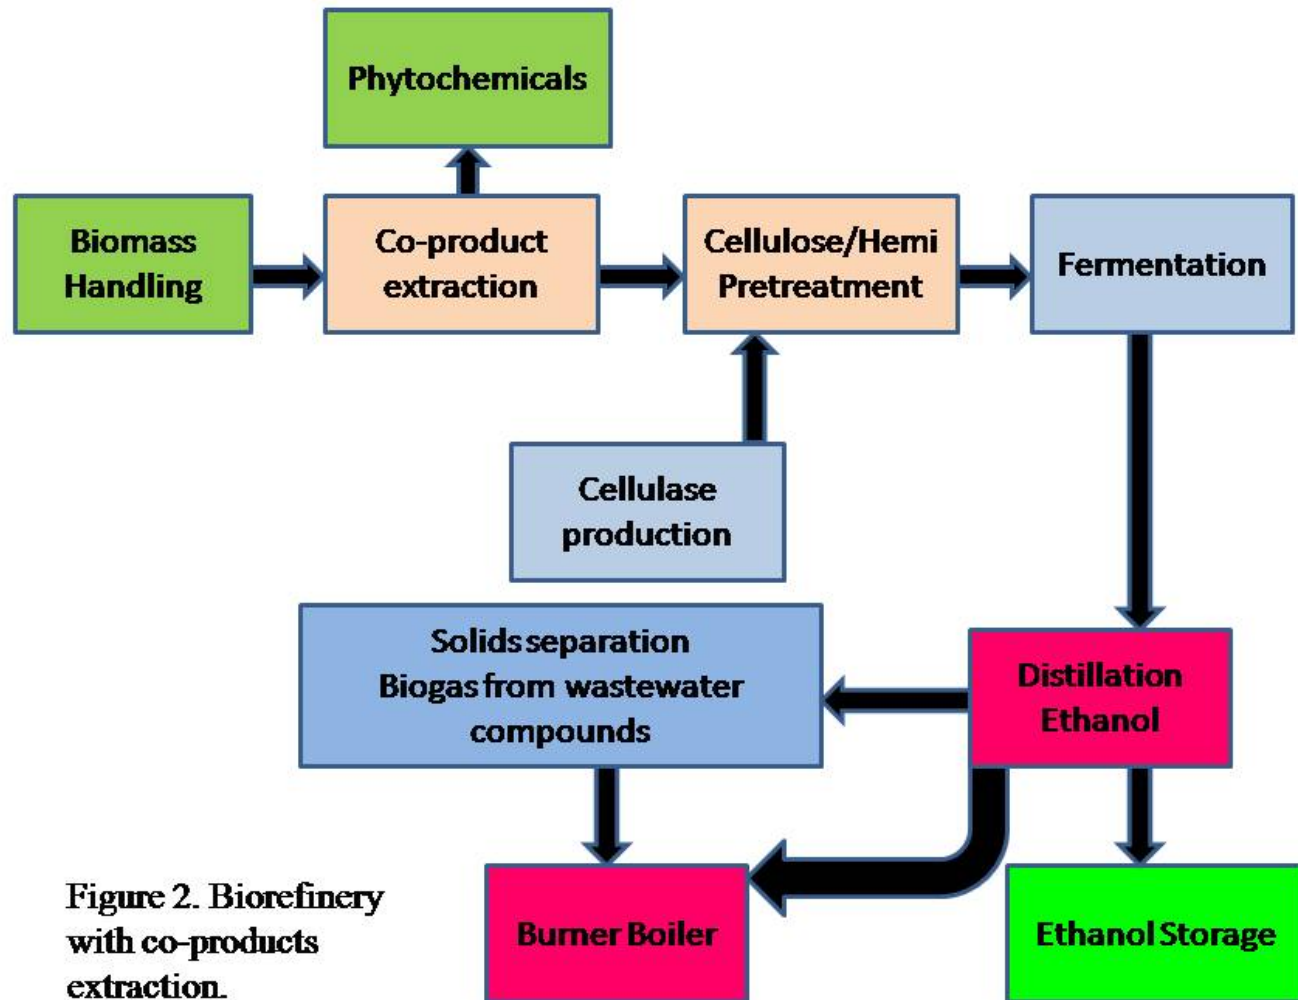 Phytochemicals
Biomass
Handling
Co-product
extraction
Cellulose/Hemi
Pretreatment
Fermentation
Cellulase
production
Solids separation
Biogas from wastewater
compounds
Distillation
Ethanol
Burner Boiler
Ethanol Storage
Figure 2. Biorefinery
with co-products
extraction.